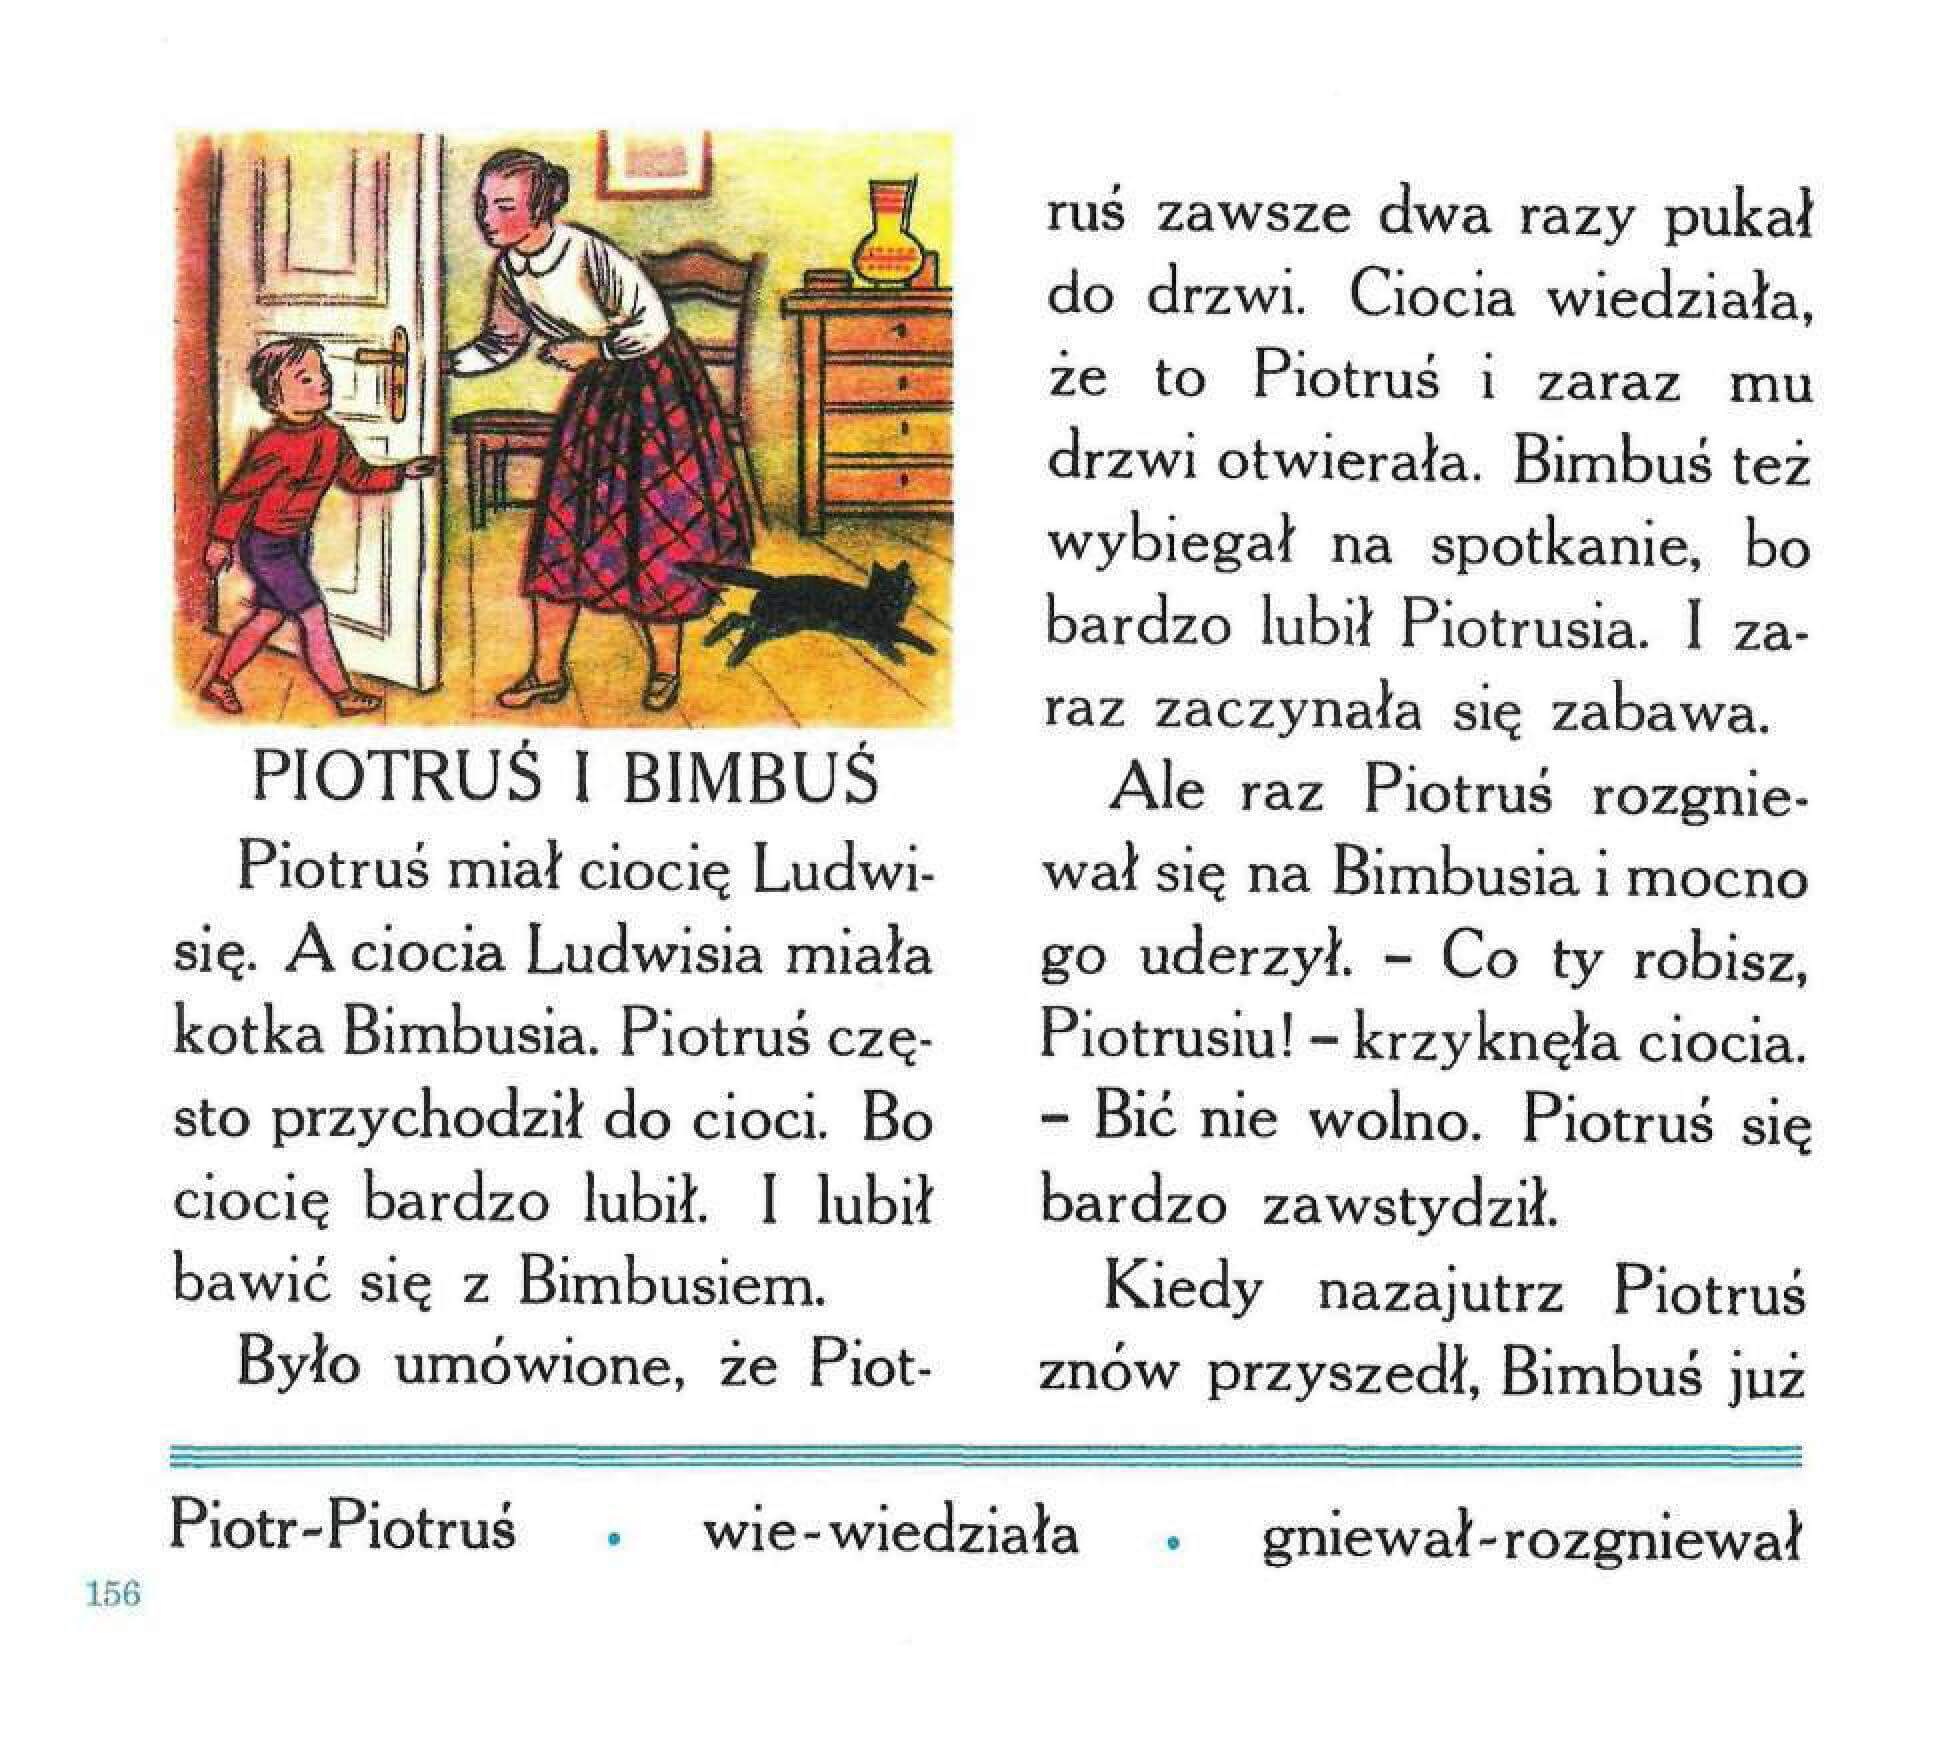 PIOTRUŚ I BIMBUŚ
Piotruś miał ciocię Ludwi-
się. A ciocia Ludwisia miała
kotka Bimbusia. Piotruś czę-
sto przychodził do cioci. Bo
ciocię bardzo lubił. I lubił
bawić się z Bimbusiem.
Było umówione, że Piot-
ruś zawsze dwa razy pukał
do drzwi. Ciocia wiedziała,
że to Piotruś i zaraz mu
drzwi otwierała. Bimbuś też
wybiegał na spotkanie, bo
bardzo lubił Piotrusia. I za-
raz zaczynała się zabawa.
Ale raz Piotruś rozgnie-
wał się na Bimbusia i mocno
go uderzył. – Co ty robisz,
Piotrusiu! – krzyknęła ciocia.
– Bić nie wolno. Piotruś się
bardzo zawstydził.
Kiedy nazajutrz Piotruś
znów przyszedł, Bimbuś już
Piotr-Piotruś • wie-wiedziała • gniewał-rozgniewał
156